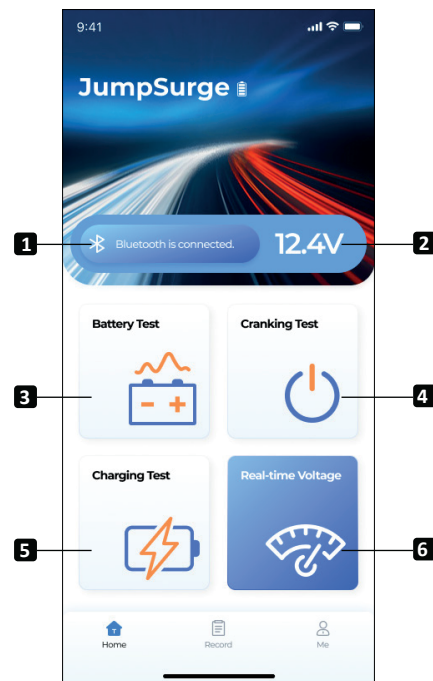 9:41
JumpSurge
1
Bluetooth is connected.
12.4V
2
Battery Test
Cranking Test
3
- +
4
Charging Test
Real-time Voltage
5
6
Home
Record
Me